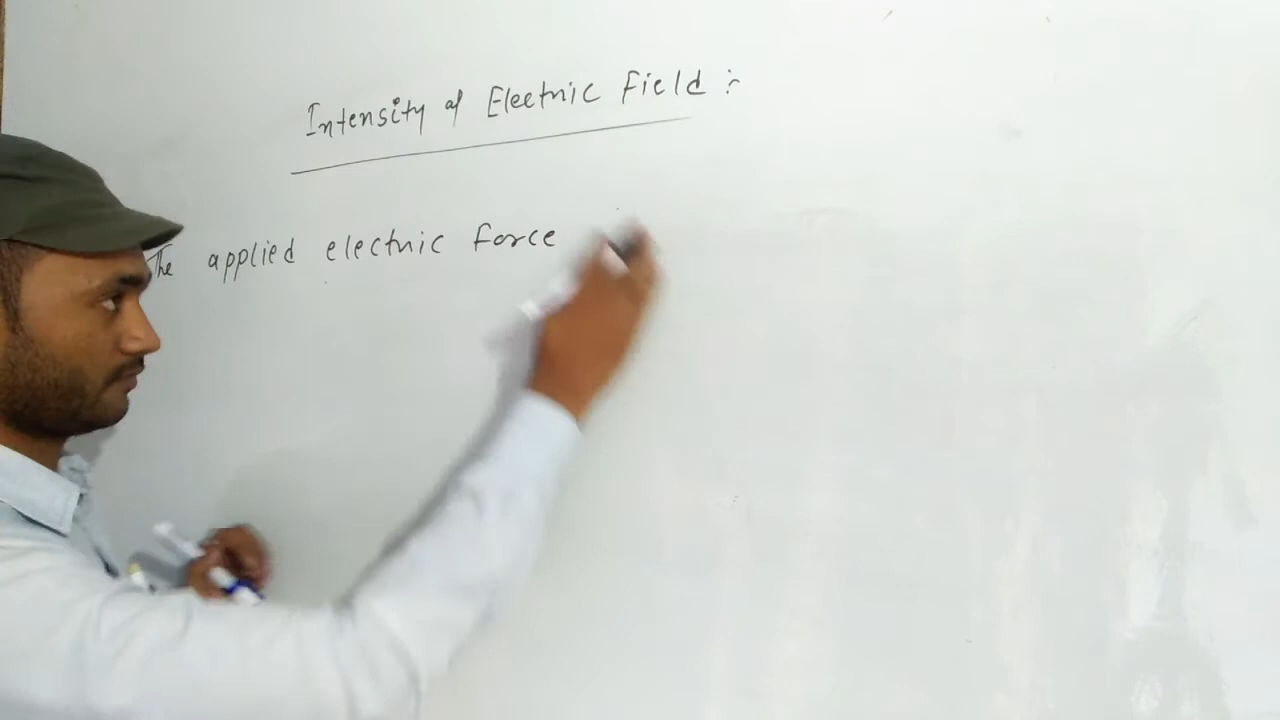 Intensity of Electric Field :-
The applied electric force